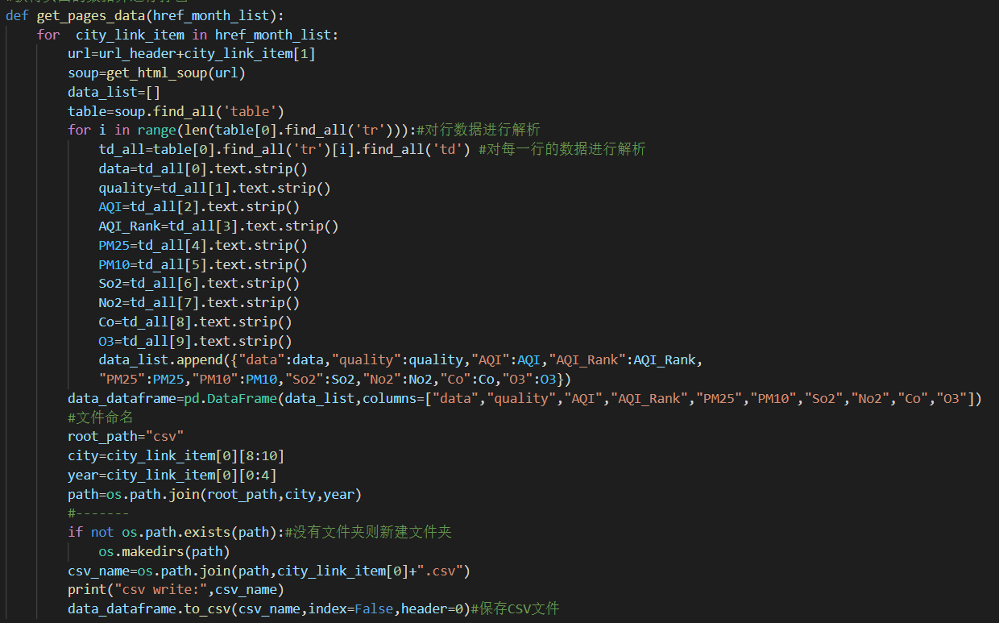 def get_pages_data(href_month_list):
    for  city_link_item in href_month_list:
        url=url_header+city_link_item[1]
        soup=get_html_soup(url)
        data_list=[]
        table=soup.find_all('table')
        for i in range(len(table[0].find_all('tr'))):#对行数据进行解析
            td_all=table[0].find_all('tr')[i].find_all('td') #对每一行的数据进行解析
            data=td_all[0].text.strip()
            quality=td_all[1].text.strip()
            AQI=td_all[2].text.strip()
            AQI_Rank=td_all[3].text.strip()
            PM25=td_all[4].text.strip()
            PM10=td_all[5].text.strip()
            So2=td_all[6].text.strip()
            No2=td_all[7].text.strip()
            Co=td_all[8].text.strip()
            O3=td_all[9].text.strip()
            data_list.append({"data":data,"quality":quality,"AQI":AQI,"AQI_Rank":AQI_Rank,
            "PM25":PM25,"PM10":PM10,"So2":So2,"No2":No2,"Co":Co,"O3":O3})
        data_dataframe=pd.DataFrame(data_list,columns=["data","quality","AQI","AQI_Rank","PM25","PM10","So2","No2","Co","O3"])
        #文件命名
        root_path="csv"
        city=city_link_item[0][8:10]
        year=city_link_item[0][0:4]
        path=os.path.join(root_path,city,year)
        #-------
        if not os.path.exists(path):#没有文件夹则新建文件夹
            os.makedirs(path)
        csv_name=os.path.join(path,city_link_item[0]+".csv")
        print("csv write:",csv_name)
        data_dataframe.to_csv(csv_name,index=False,header=0)#保存CSV文件